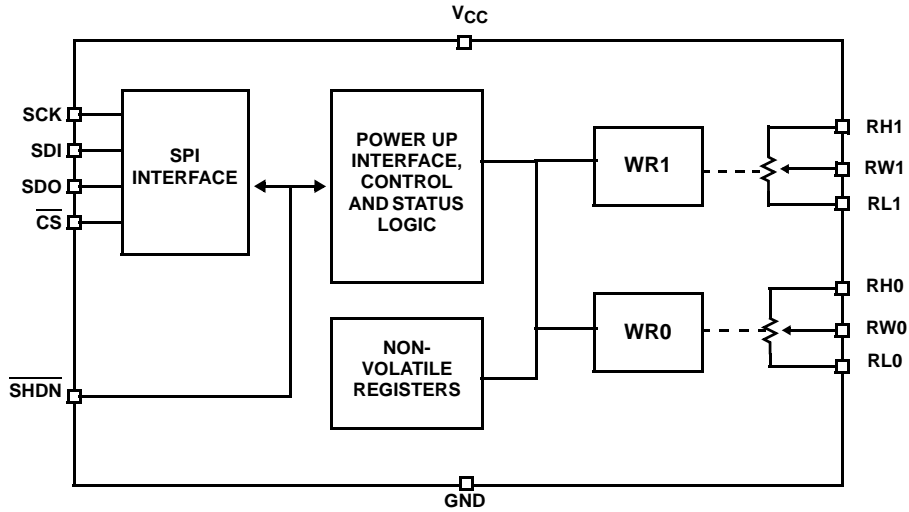 VCC
SCK
SDI
SDO
CS
SHDN
SPI
INTERFACE
POWER UP
INTERFACE,
CONTROL
AND STATUS
LOGIC
NON-
VOLATILE
REGISTERS
WR1
WR0
RH1
RW1
RL1
RH0
RW0
RL0
GND